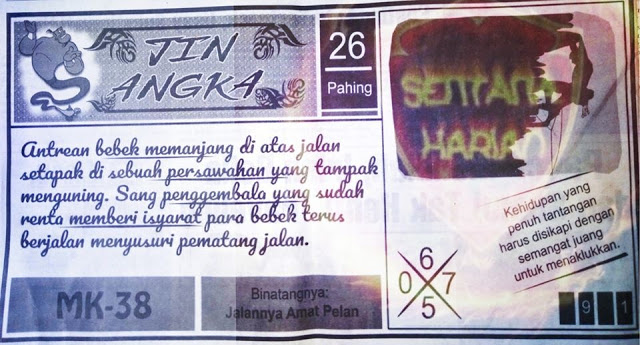 JIN
ANGKA
26
Pahing
Antrean bebek memanjang di atas jalan
setapak di sebuah persawahan yang tampak
menguning. Sang penggembala yang sudah
renta memberi isyarat para bebek terus
berjalan menyusuri pematang jalan.
MK-38
Binatangnya:
Jalannya Amat Pelan
HARIAN
Kehidupan yang
penuh tantangan
harus disikapi dengan
semangat juang
untuk menaklukkan.
6
0 7
5
9 1